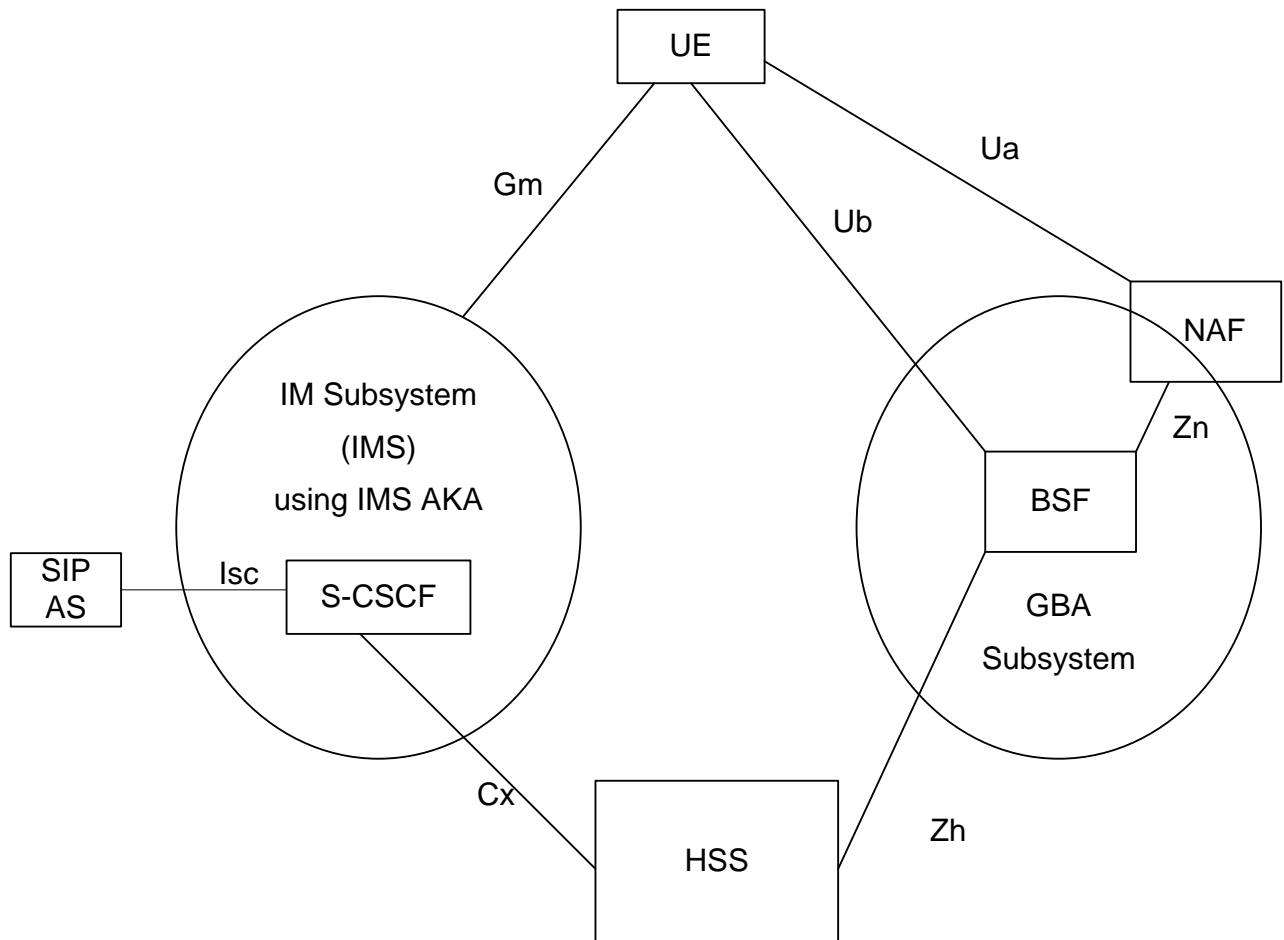 UE
Ua
Gm
Ub
NAF
IM Subsystem
(IMS)
using IMS AKA
Zn
BSF
SIP
AS
Isc
S-CSCF
GBA
Subsystem
Cx
Zh
HSS